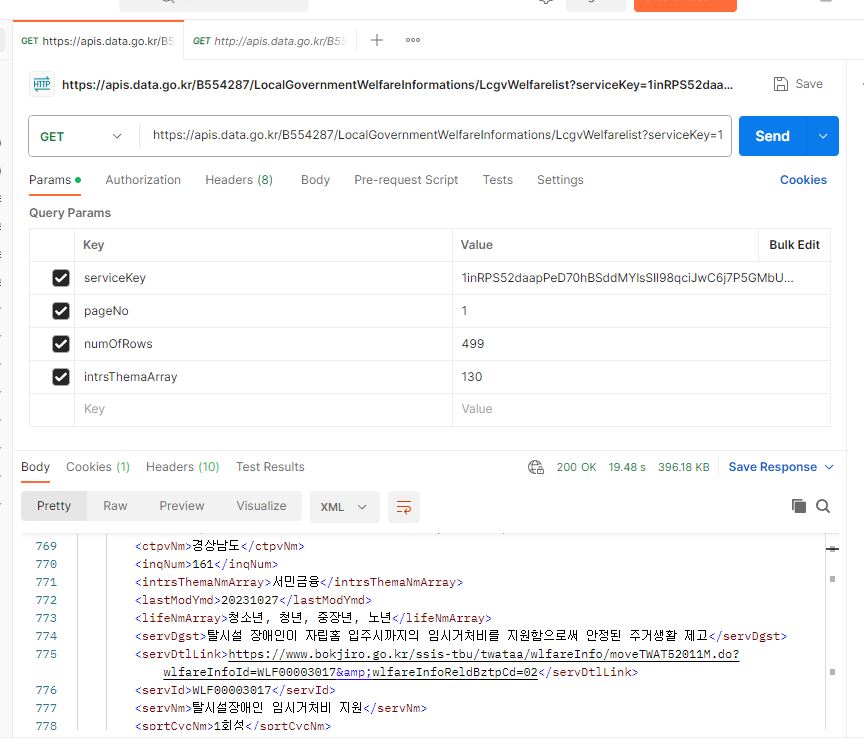 GET https://apis.data.go.kr/B5
GET http://apis.data.go.kr/B55
HTTP https://apis.data.go.kr/B554287/LocalGovernmentWelfareInformations/LcgvWelfarelist?serviceKey=1inRPS52daa...
Save
GET https://apis.data.go.kr/B554287/LocalGovernmentWelfareInformations/LcgvWelfarelist?serviceKey=1
Send
Params Authorization Headers (8) Body Pre-request Script Tests Settings Cookies
Query Params
Key Value Bulk Edit
serviceKey 1inRPS52daapPeD70hBSddMYlsSlI98qciJwC6j7P5GMbU...
pageNo 1
numOfRows 499
intrsThemaArray 130
Key Value
Body Cookies (1) Headers (10) Test Results 200 OK 19.48 s 396.18 KB Save Response
Pretty Raw Preview Visualize XML
769 <ctpvNm>경상남도</ctpvNm>
770 <inqNum>161</inqNum>
771 <intrsThemaNmArray>서민금융</intrsThemaNmArray>
772 <lastModYmd>20231027</lastModYmd>
773 <lifeNmArray>청소년, 청년, 중장년, 노년</lifeNmArray>
774 <servDgst>탈시설 장애인이 자립홈 입주시까지의 임시거처비를 지원함으로써 안정된 주거생활 제고</servDgst>
775 <servDtlLink>https://www.bokjiro.go.kr/ssis-tbu/twataa/wlfareInfo/moveTWAT52011M.do?
wlfareInfoId=WLF00003017&amp;wlfareInfoReldBztpCd=02</servDtlLink>
776 <servId>WLF00003017</servId>
777 <servNm>탈시설장애인 임시거처비 지원</servNm>
778 <sprtCycNm>1회성</sprtCycNm>